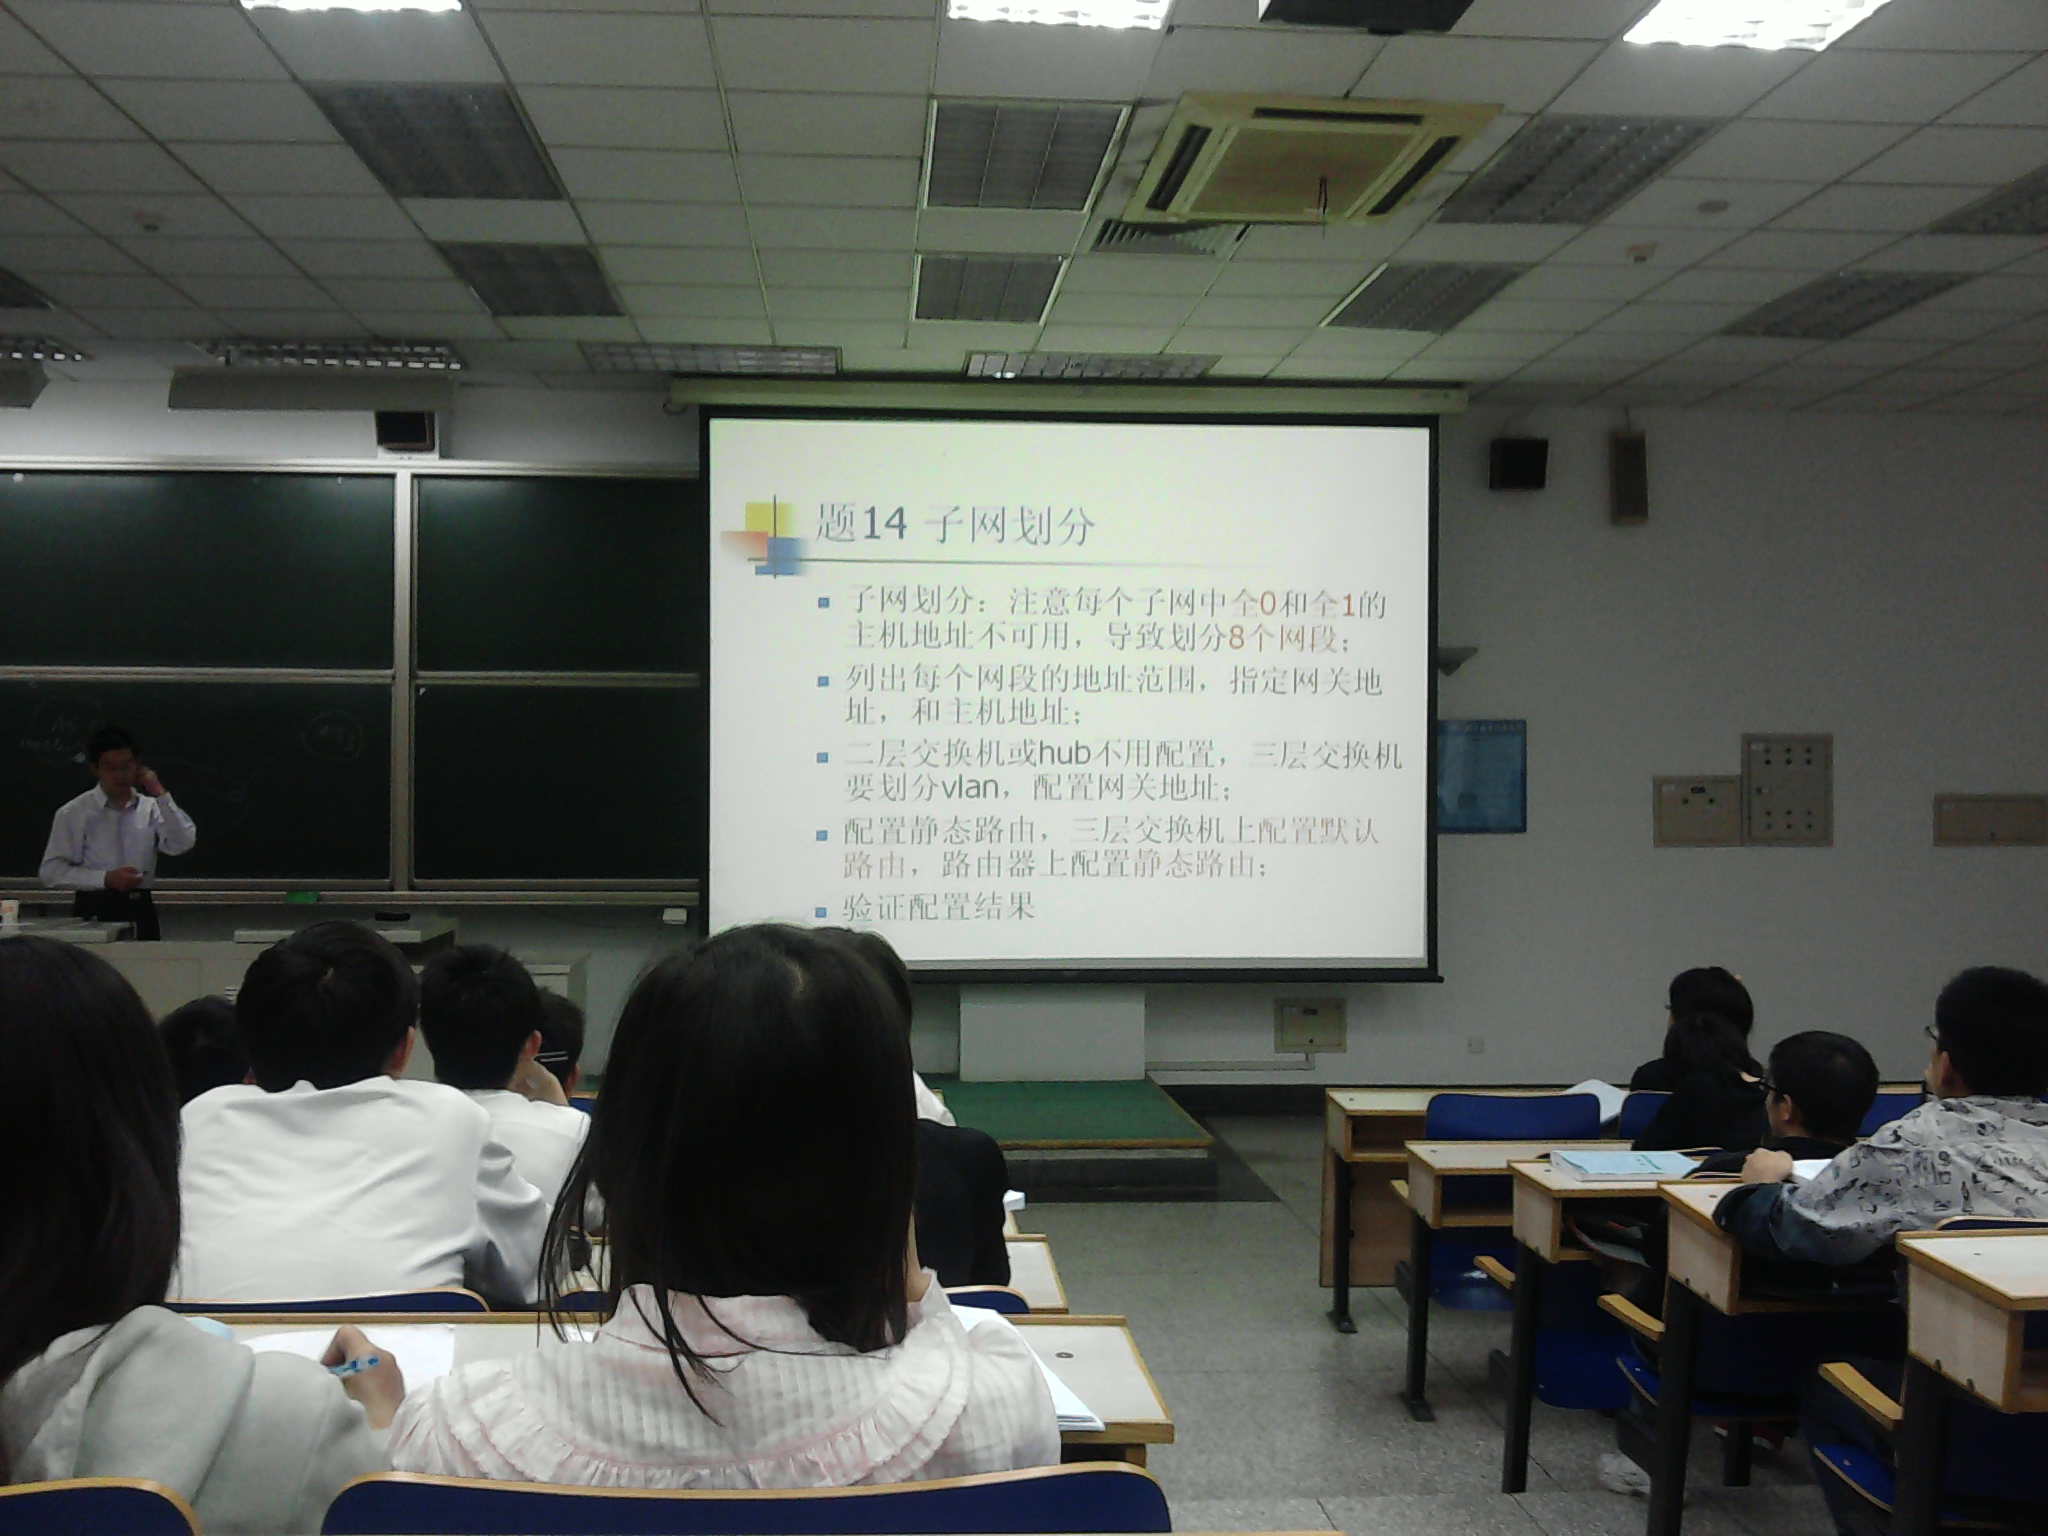 题14 子网划分
子网划分：注意每个子网中全0和全1的
主机地址不可用，导致划分8个网段；
列出每个网段的地址范围，指定网关地
址，和主机地址；
二层交换机或hub不用配置，三层交换机
要划分vlan，配置网关地址；
配置静态路由，三层交换机上配置默认
路由，路由器上配置静态路由；
验证配置结果